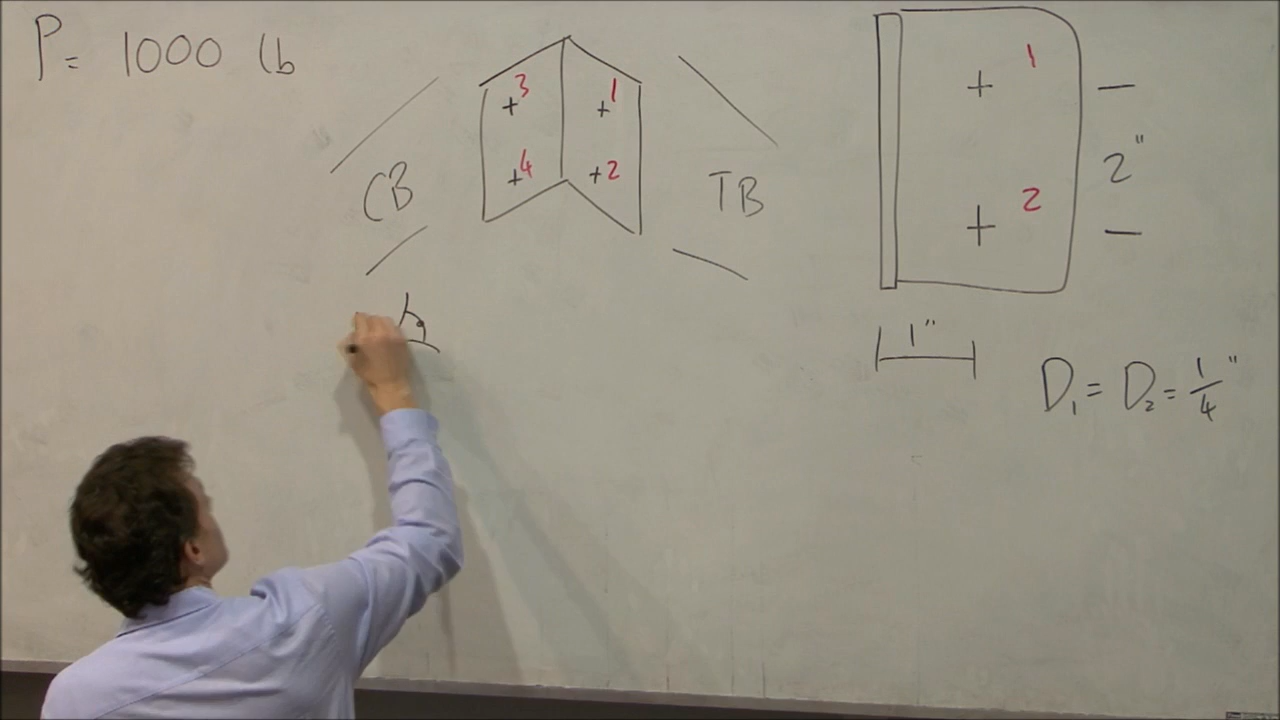 P = 1000 lb
3 1
4 2
CB
TB
1
2
2"
1"
D₁ = D₂ = 1/4"